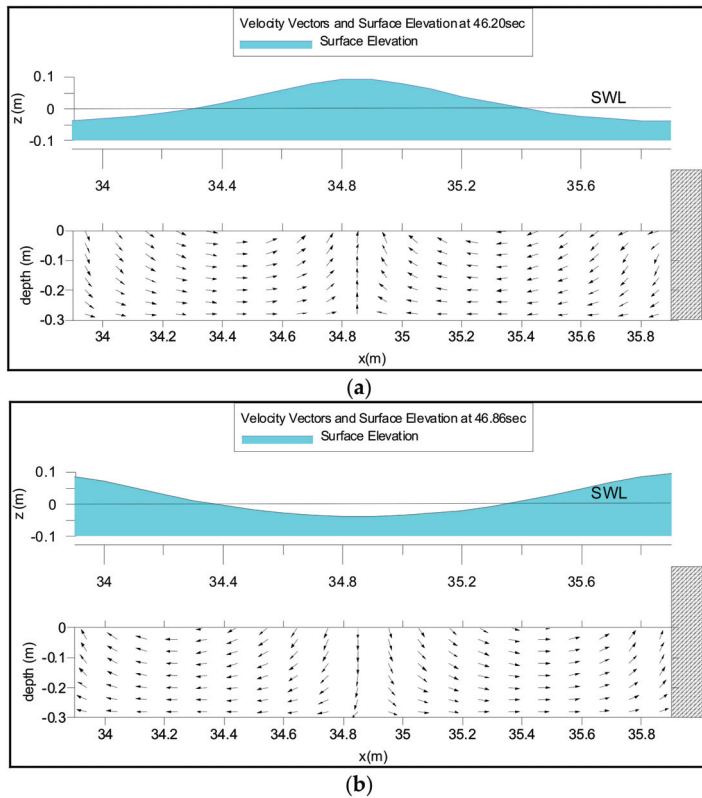 Velocity Vectors and Surface Elevation at 46.20sec
Surface Elevation
z (m)
0.1
0
-0.1
SWL
34 34.4 34.8 35.2 35.6
depth (m)
0
-0.1
-0.2
-0.3
34 34.2 34.4 34.6 34.8 35 35.2 35.4 35.6 35.8
x(m)
(a)
Velocity Vectors and Surface Elevation at 46.86sec
Surface Elevation
z (m)
0.1
0
-0.1
SWL
34 34.4 34.8 35.2 35.6
depth (m)
0
-0.1
-0.2
-0.3
34 34.2 34.4 34.6 34.8 35 35.2 35.4 35.6 35.8
x(m)
(b)